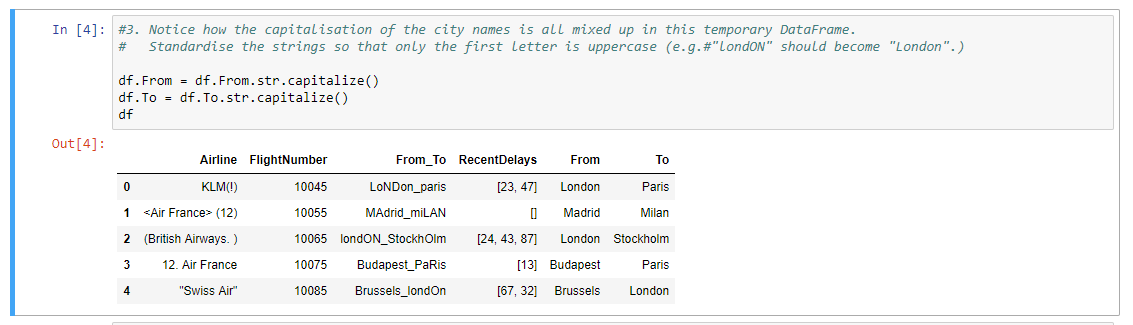 In [4]: #3. Notice how the capitalisation of the city names is all mixed up in this temporary DataFrame.
#   Standardise the strings so that only the first letter is uppercase (e.g.#"londON" should become "London".)
df.From = df.From.str.capitalize()
df.To = df.To.str.capitalize()
df
Out[4]:
Airline FlightNumber From_To RecentDelays From To
0 KLM(!) 10045 LoNDon_paris [23, 47] London Paris
1 <Air France> (12) 10055 MAdrid_miLAN [] Madrid Milan
2 (British Airways. ) 10065 londON_StockhOlm [24, 43, 87] London Stockholm
3 12. Air France 10075 Budapest_PaRis [13] Budapest Paris
4 "Swiss Air" 10085 Brussels_londOn [67, 32] Brussels London